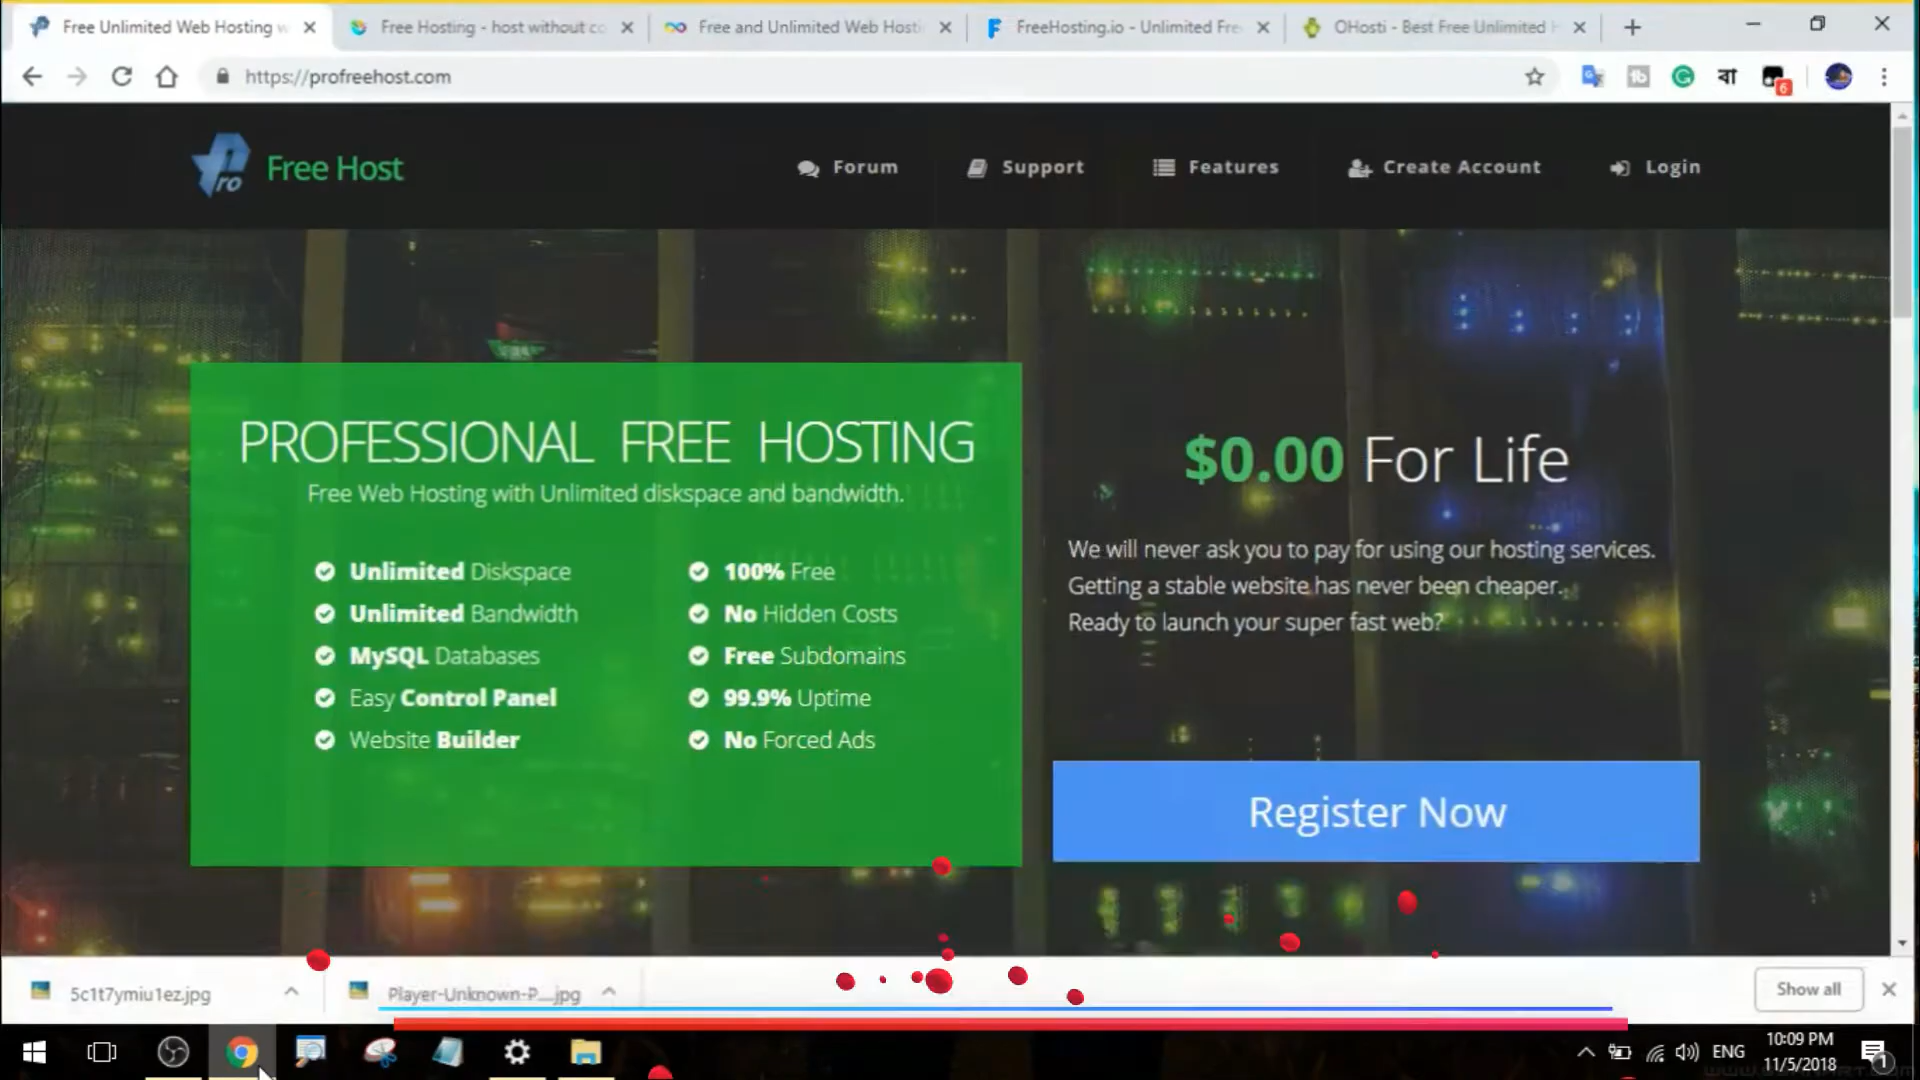 Free Unlimited Web Hosting w
Free Hosting - host without co
Free and Unlimited Web Hosti
FreeHosting.io - Unlimited Fre
OHosti - Best Free Unlimited H
https://profreehost.com
6
Pro
Free Host
Forum
Support
Features
Create Account
Login
PROFESSIONAL FREE HOSTING
Free Web Hosting with Unlimited diskspace and bandwidth.
Unlimited Diskspace
Unlimited Bandwidth
MySQL Databases
Easy Control Panel
Website Builder
100% Free
No Hidden Costs
Free Subdomains
99.9% Uptime
No Forced Ads
$0.00 For Life
We will never ask you to pay for using our hosting services.
Getting a stable website has never been cheaper.
Ready to launch your super fast web?
Register Now
5c1t7ymiu1ez.jpg
Player-Unknown-P....jpg
Show all
ENG
10:09 PM
11/5/2018
1